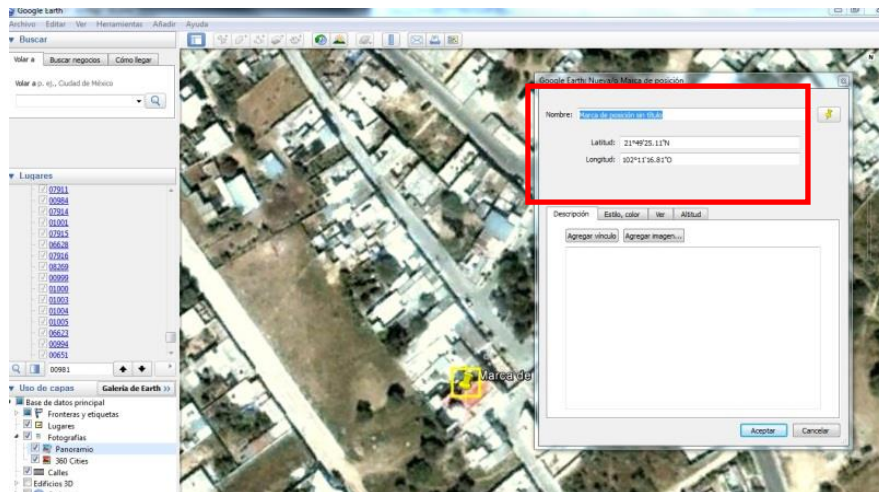 Google Earth
Archivo Editar Ver Herramientas Añadir Ayuda
Buscar
Volar a Buscar negocios Cómo llegar
Volar a p. ej., Ciudad de México
Lugares
07911
00984
07914
01001
07915
06628
07916
08269
00999
01000
01003
01004
01005
06623
00994
00651
00981
Uso de capas Galería de Earth >>
Base de datos principal
Fronteras y etiquetas
Lugares
Fotografías
Panoramio
360 Cities
Calles
Edificios 3D
Marca de
Google Earth: Nueva/o Marca de posición
Nombre: Marca de posición sin título
Latitud: 21°49'25.11"N
Longitud: 102°11'16.81"O
Descripción Estilo, color Ver Altitud
Agregar vínculo Agregar imagen...
Aceptar Cancelar